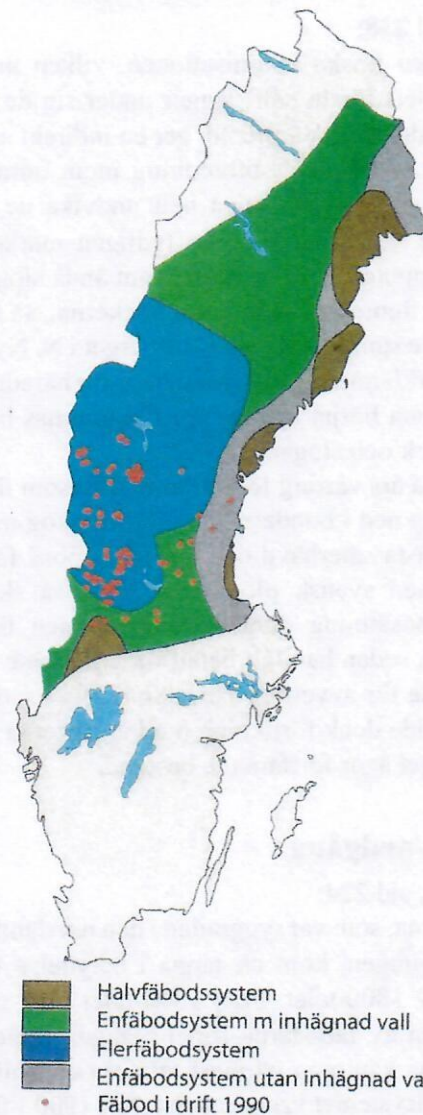 Halvfäbodssystem
Enfäbodsystem m inhägnad vall
Flerfäbodsystem
Enfäbodsystem utan inhägnad va
Fäbod i drift 1990